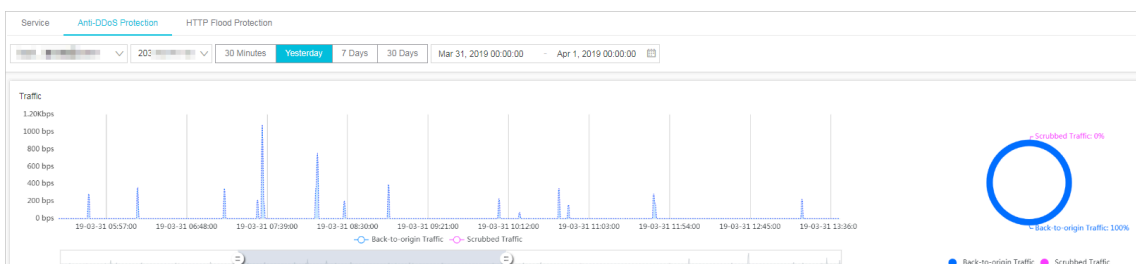 Service Anti-DDoS Protection HTTP Flood Protection
203 30 Minutes Yesterday 7 Days 30 Days Mar 31, 2019 00:00:00 - Apr 1, 2019 00:00:00
Traffic
1.20Kbps
1000 bps
800 bps
600 bps
400 bps
200 bps
0 bps
19-03-31 05:57:00 19-03-31 06:48:00 19-03-31 07:39:00 19-03-31 08:30:00 19-03-31 09:21:00 19-03-31 10:12:00 19-03-31 11:03:00 19-03-31 11:54:00 19-03-31 12:45:00 19-03-31 13:36:0
Back-to-origin Traffic Scrubbed Traffic
Scrubbed Traffic: 0%
Back-to-origin Traffic: 100%
Back-to-origin Traffic Scrubbed Traffic